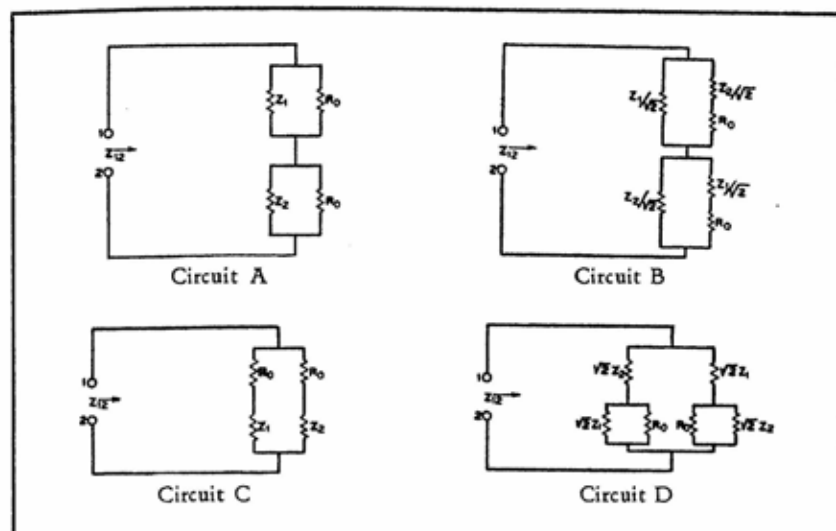 Z₁ R₀
1
Z₁₂
2
Z₂ R₀
Circuit A
Z₁/√2 Z₂/√2
R₀
1
Z₁₂
2
Z₂/√2 Z₁/√2
R₀
Circuit B
R₀ R₀
1
Z₁₂
2
Z₁ Z₂
Circuit C
√2 Z₂ √2 Z₁
1
Z₁₂
2
√2 Z₁ R₀ R₀ √2 Z₂
Circuit D